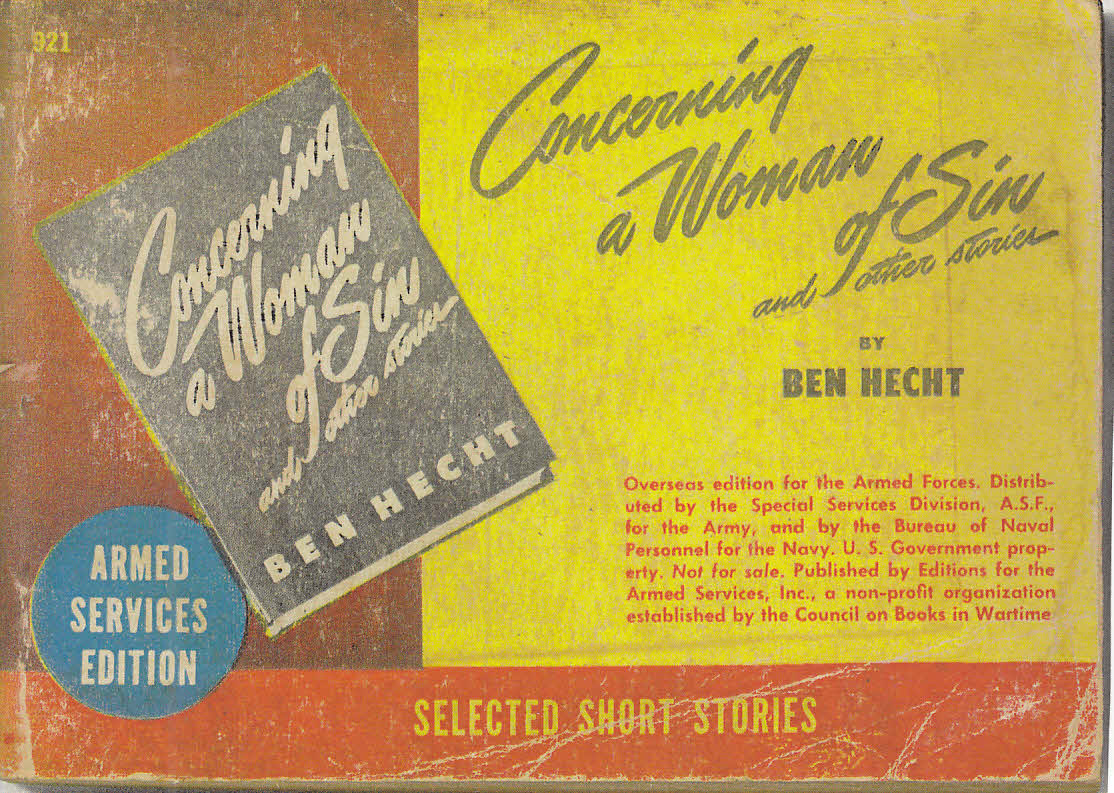 921
Concerning
a Woman
of Sin
and other stories
BEN HECHT
ARMED
SERVICES
EDITION
Concerning
a Woman
of Sin
and other stories
BY
BEN HECHT
Overseas edition for the Armed Forces. Distrib-
uted by the Special Services Division, A.S.F.,
for the Army, and by the Bureau of Naval
Personnel for the Navy. U. S. Government prop-
erty. Not for sale. Published by Editions for the
Armed Services, Inc., a non-profit organization
established by the Council on Books in Wartime
SELECTED SHORT STORIES